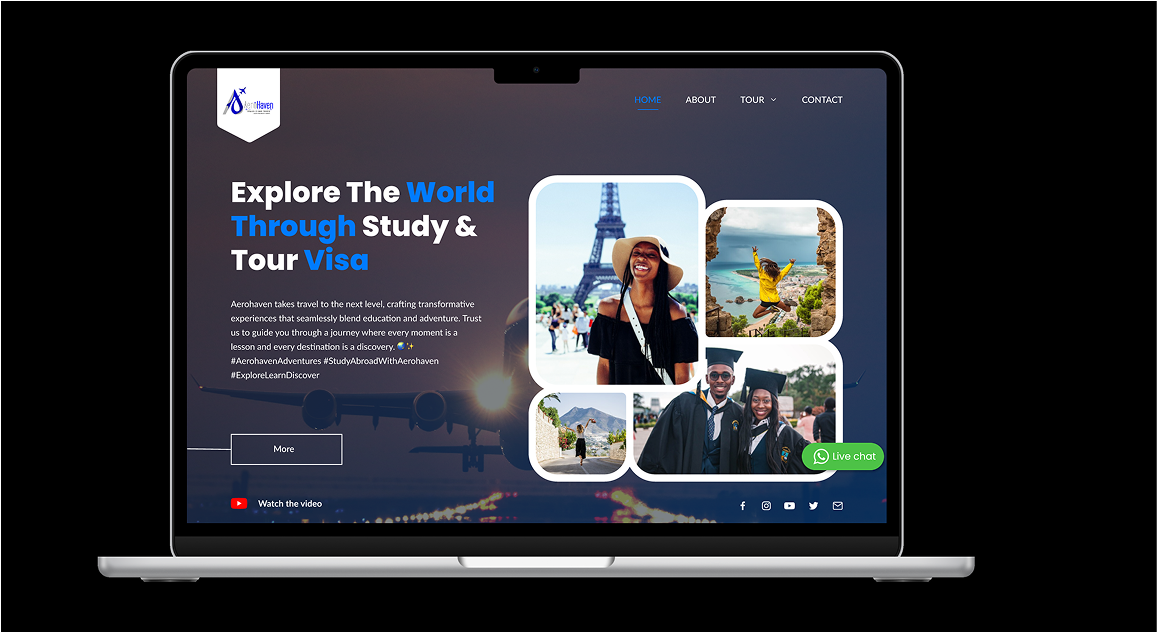 AeroHaven
HOME
ABOUT
TOUR
CONTACT
Explore The World
Through Study &
Tour Visa
Aerohaven takes travel to the next level, crafting transformative
experiences that seamlessly blend education and adventure. Trust
us to guide you through a journey where every moment is a
lesson and every destination is a discovery.🌏✨
#AerohavenAdventures #StudyAbroadWithAerohaven
#ExploreLearnDiscover
More
Live chat
Watch the video